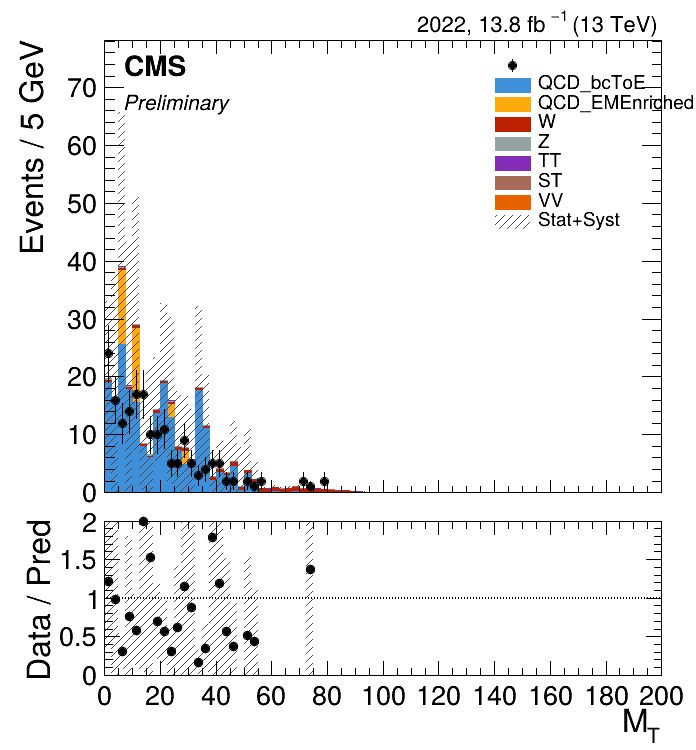 2022, 13.8 fb⁻¹ (13 TeV)
Events / 5 GeV
CMS
Preliminary
QCD_bcToE
QCD_EMEnriched
W
Z
TT
ST
VV
Stat+Syst
70
60
50
40
30
20
10
0
Data / Pred
2
1.5
1
0.5
0
0 20 40 60 80 100 120 140 160 180 200
M_T